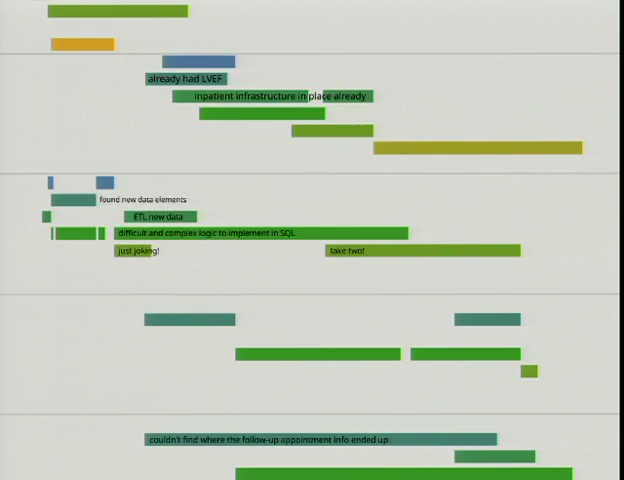 already had LVEF
inpatient infrastructure in place already
found new data elements
ETL new data
difficult and complex logic to implement in SQL
just joking!
take two!
couldn't find where the follow-up appointment info ended up